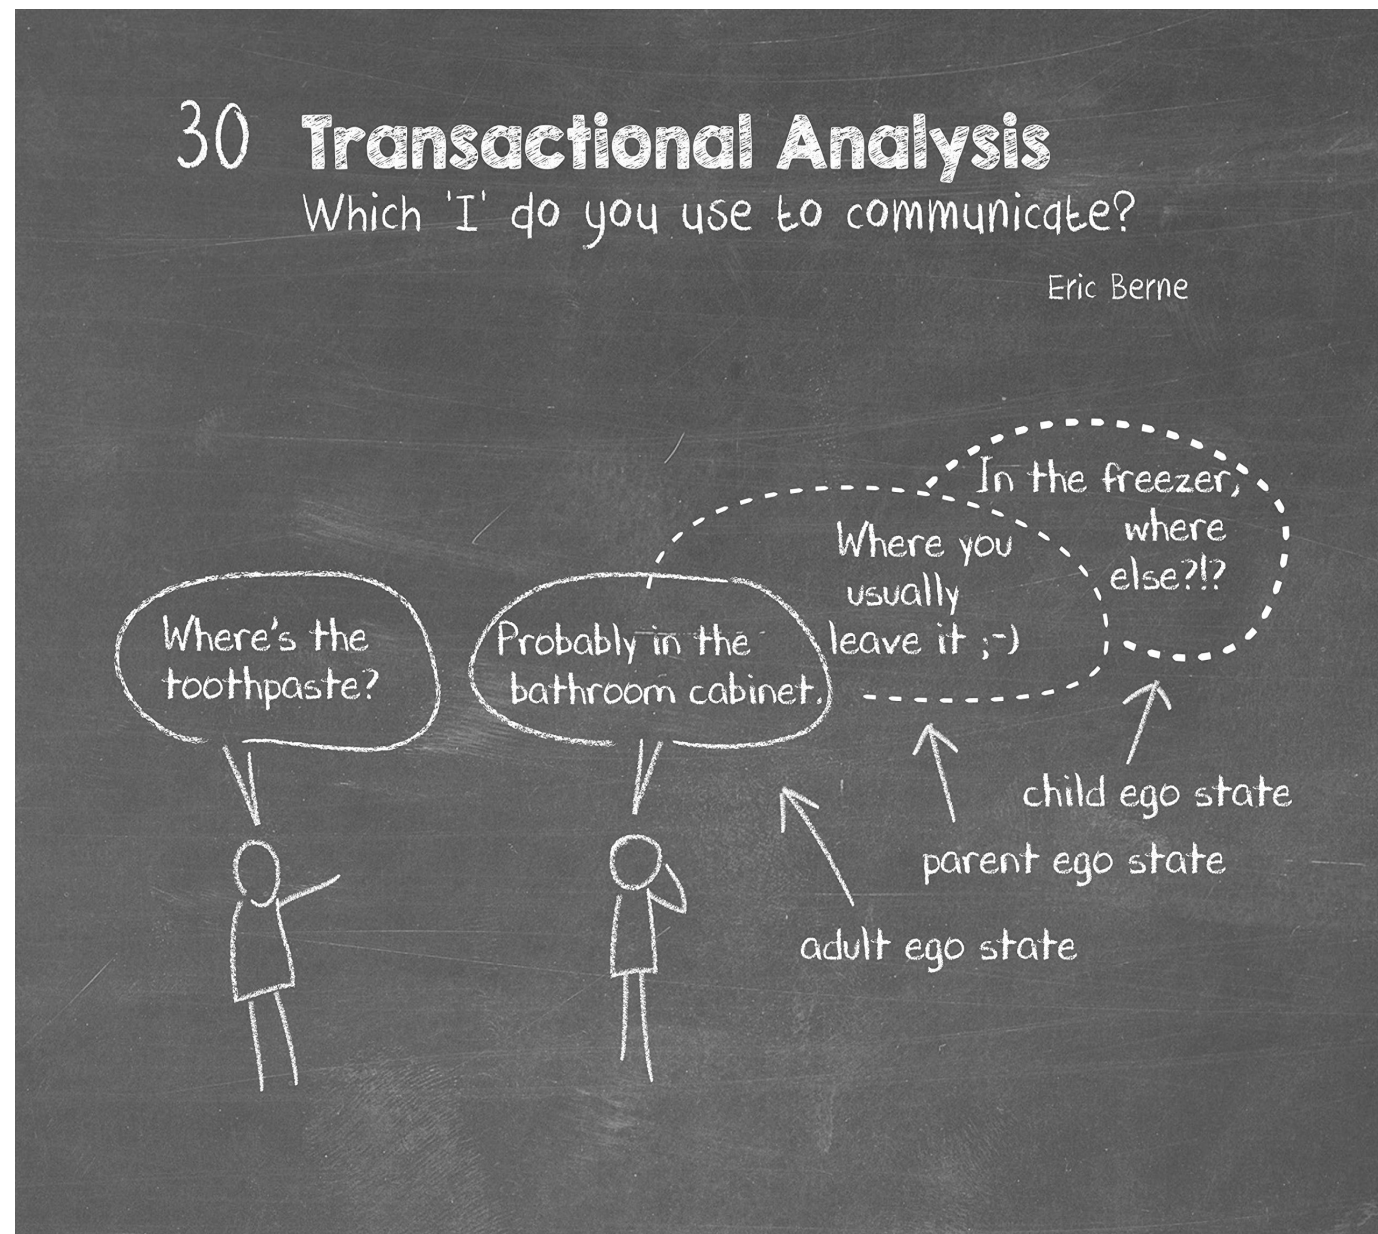 30 Transactional Analysis
Which 'I' do you use to communicate?
Eric Berne
Where's the
toothpaste?
Probably in the
bathroom cabinet.
Where you
usually
leave it ;-)
In the freezer,
where
else?!?
child ego state
parent ego state
adult ego state